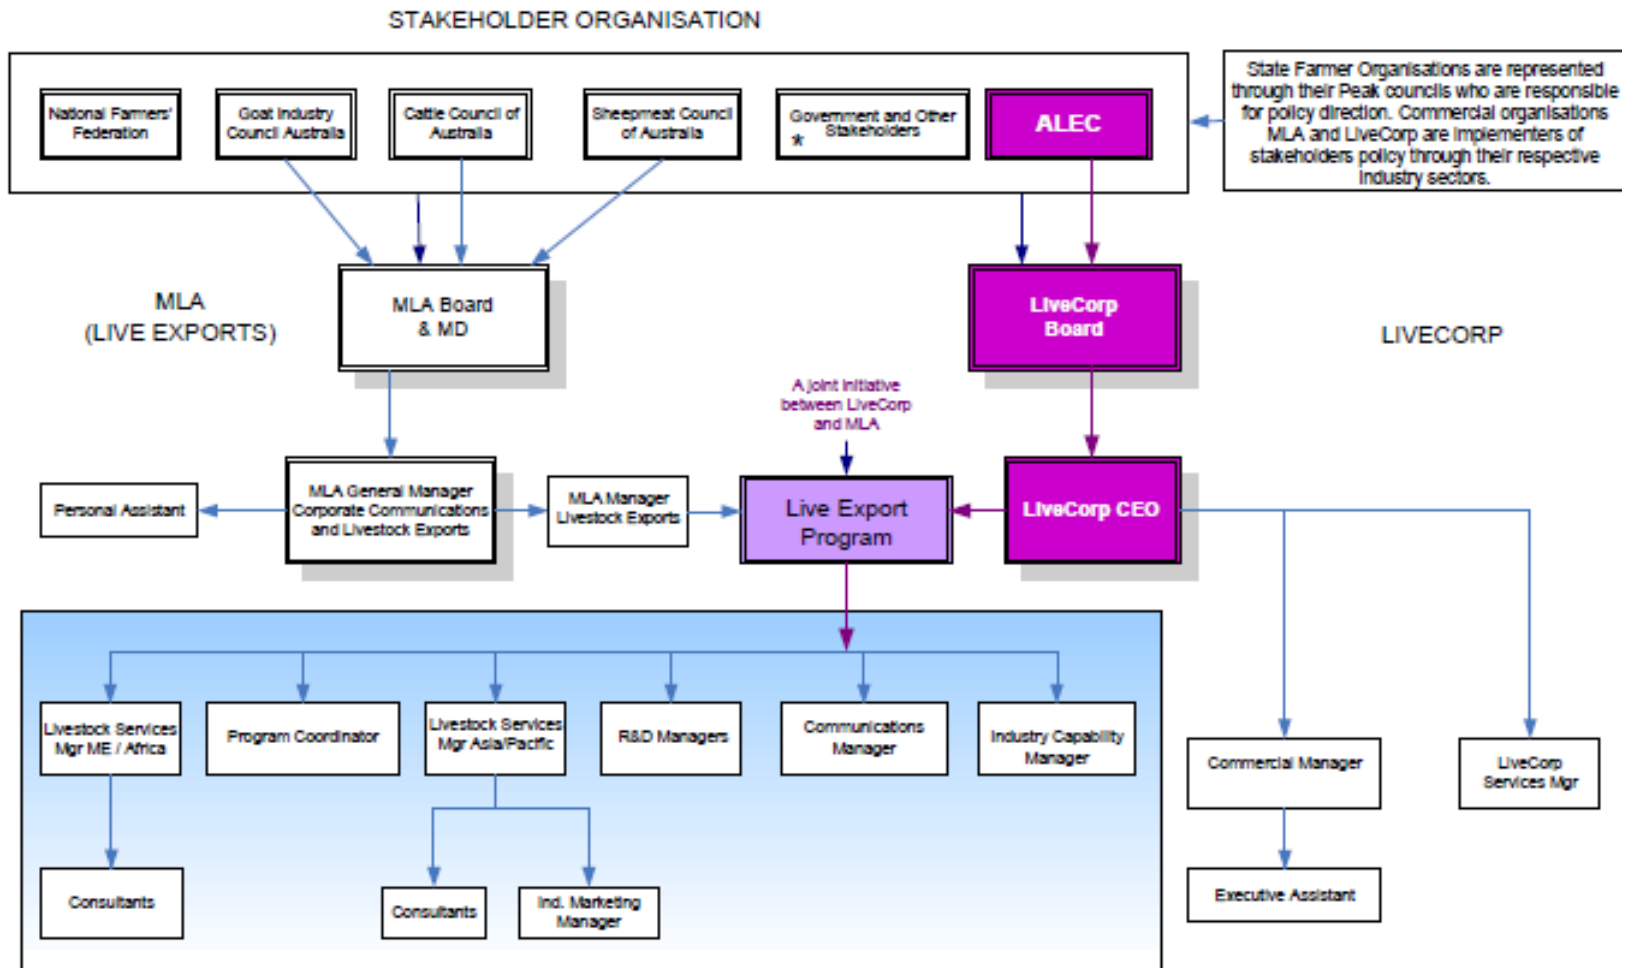 STAKEHOLDER ORGANISATION
National Farmers'
Federation
Goat Industry
Council Australia
Cattle Council of
Australia
Sheepmeat Council
of Australia
Government and Other
Stakeholders
*
ALEC
State Farmer Organisations are represented
through their Peak councils who are responsible
for policy direction. Commercial organisations
MLA and LiveCorp are implementers of
stakeholders policy through their respective
industry sectors.
MLA
(LIVE EXPORTS)
MLA Board
& MD
LiveCorp
Board
LIVECORP
A joint initiative
between LiveCorp
and MLA
Personal Assistant
MLA General Manager
Corporate Communications
and Livestock Exports
MLA Manager
Livestock Exports
Live Export
Program
LiveCorp CEO
Livestock Services
Mgr ME / Africa
Program Coordinator
Livestock Services
Mgr Asia/Pacific
R&D Managers
Communications
Manager
Industry Capability
Manager
Commercial Manager
LiveCorp
Services Mgr
Consultants
Consultants
Ind. Marketing
Manager
Executive Assistant